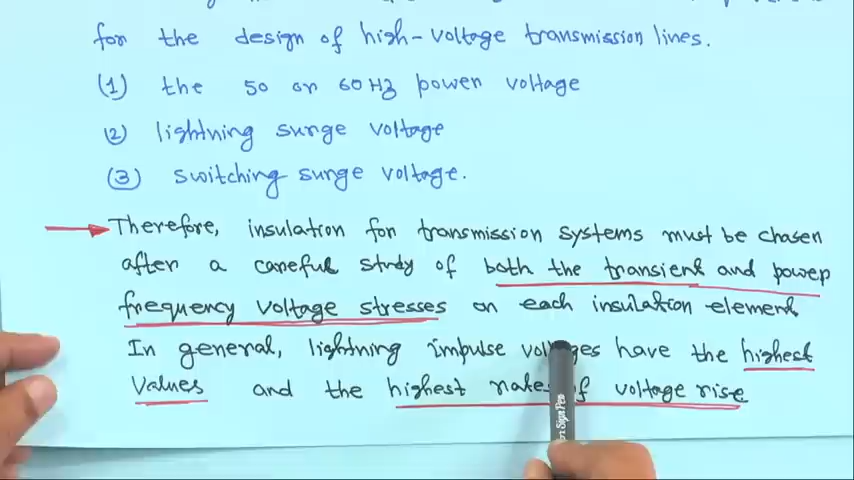 for the design of high-voltage transmission lines.
(1) the 50 or 60 Hz power voltage
(2) lightning surge voltage
(3) switching surge voltage.
Therefore, insulation for transmission systems must be chosen
after a careful study of both the transient and power
frequency voltage stresses on each insulation element
In general, lightning impulse voltages have the highest
values and the highest rates of voltage rise